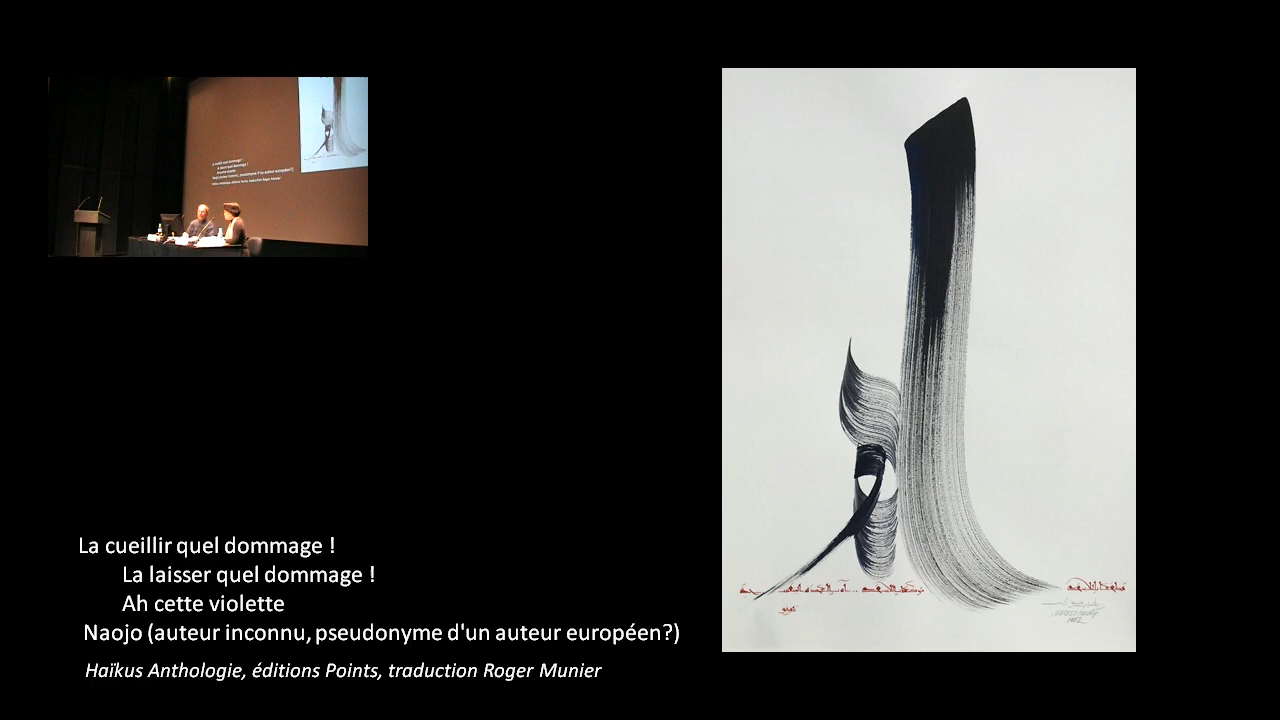 La cueillir quel dommage !
La laisser quel dommage !
Ah cette violette
Naojo (auteur inconnu, pseudonyme d'un auteur européen?)
Haïkus Anthologie, éditions Points, traduction Roger Munier